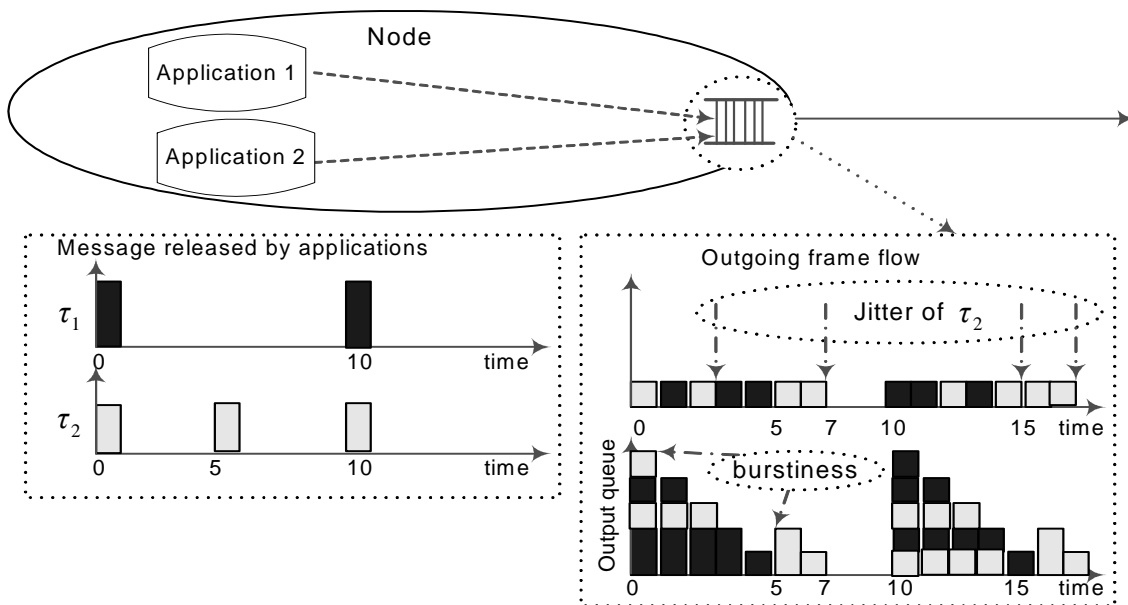 Node
Application 1
Application 2
Message released by applications
τ1
0
10
time
τ2
0
5
10
time
Outgoing frame flow
Jitter of τ2
0
5
7
10
15
time
Output queue
burstiness
0
5
7
10
15
time